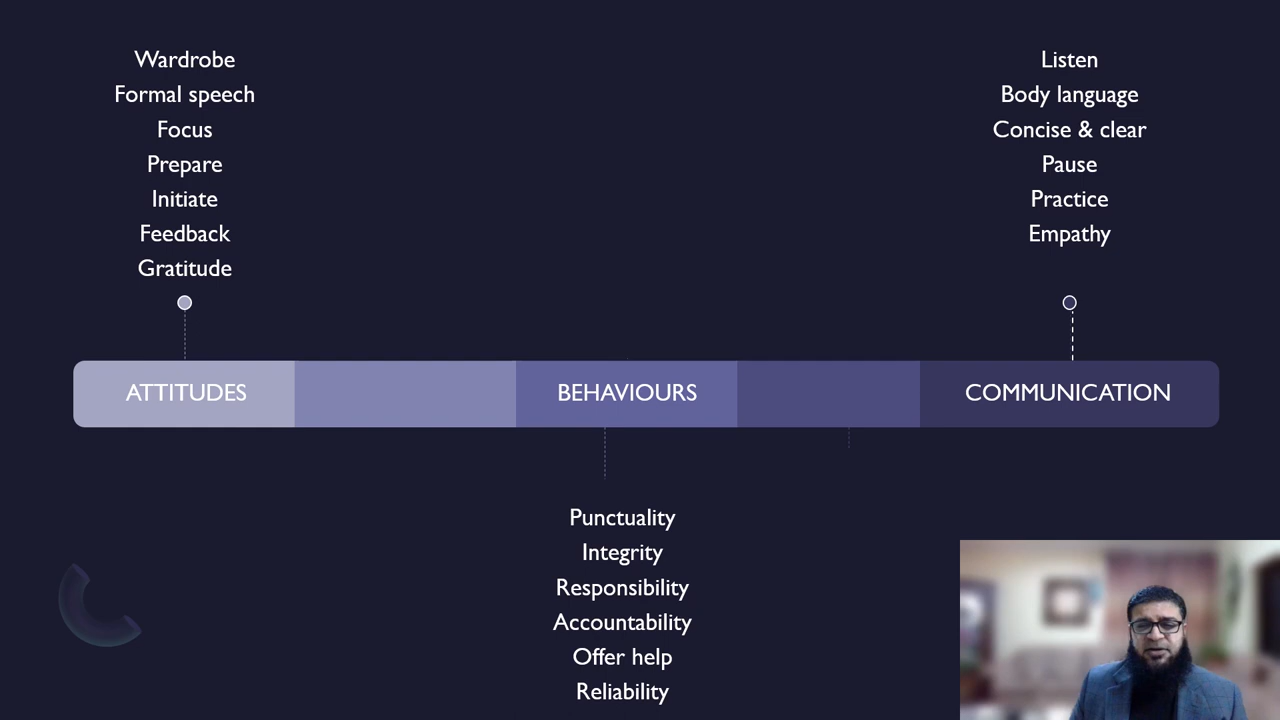 Wardrobe
Formal speech
Focus
Prepare
Initiate
Feedback
Gratitude
Listen
Body language
Concise & clear
Pause
Practice
Empathy
ATTITUDES
BEHAVIOURS
COMMUNICATION
Punctuality
Integrity
Responsibility
Accountability
Offer help
Reliability